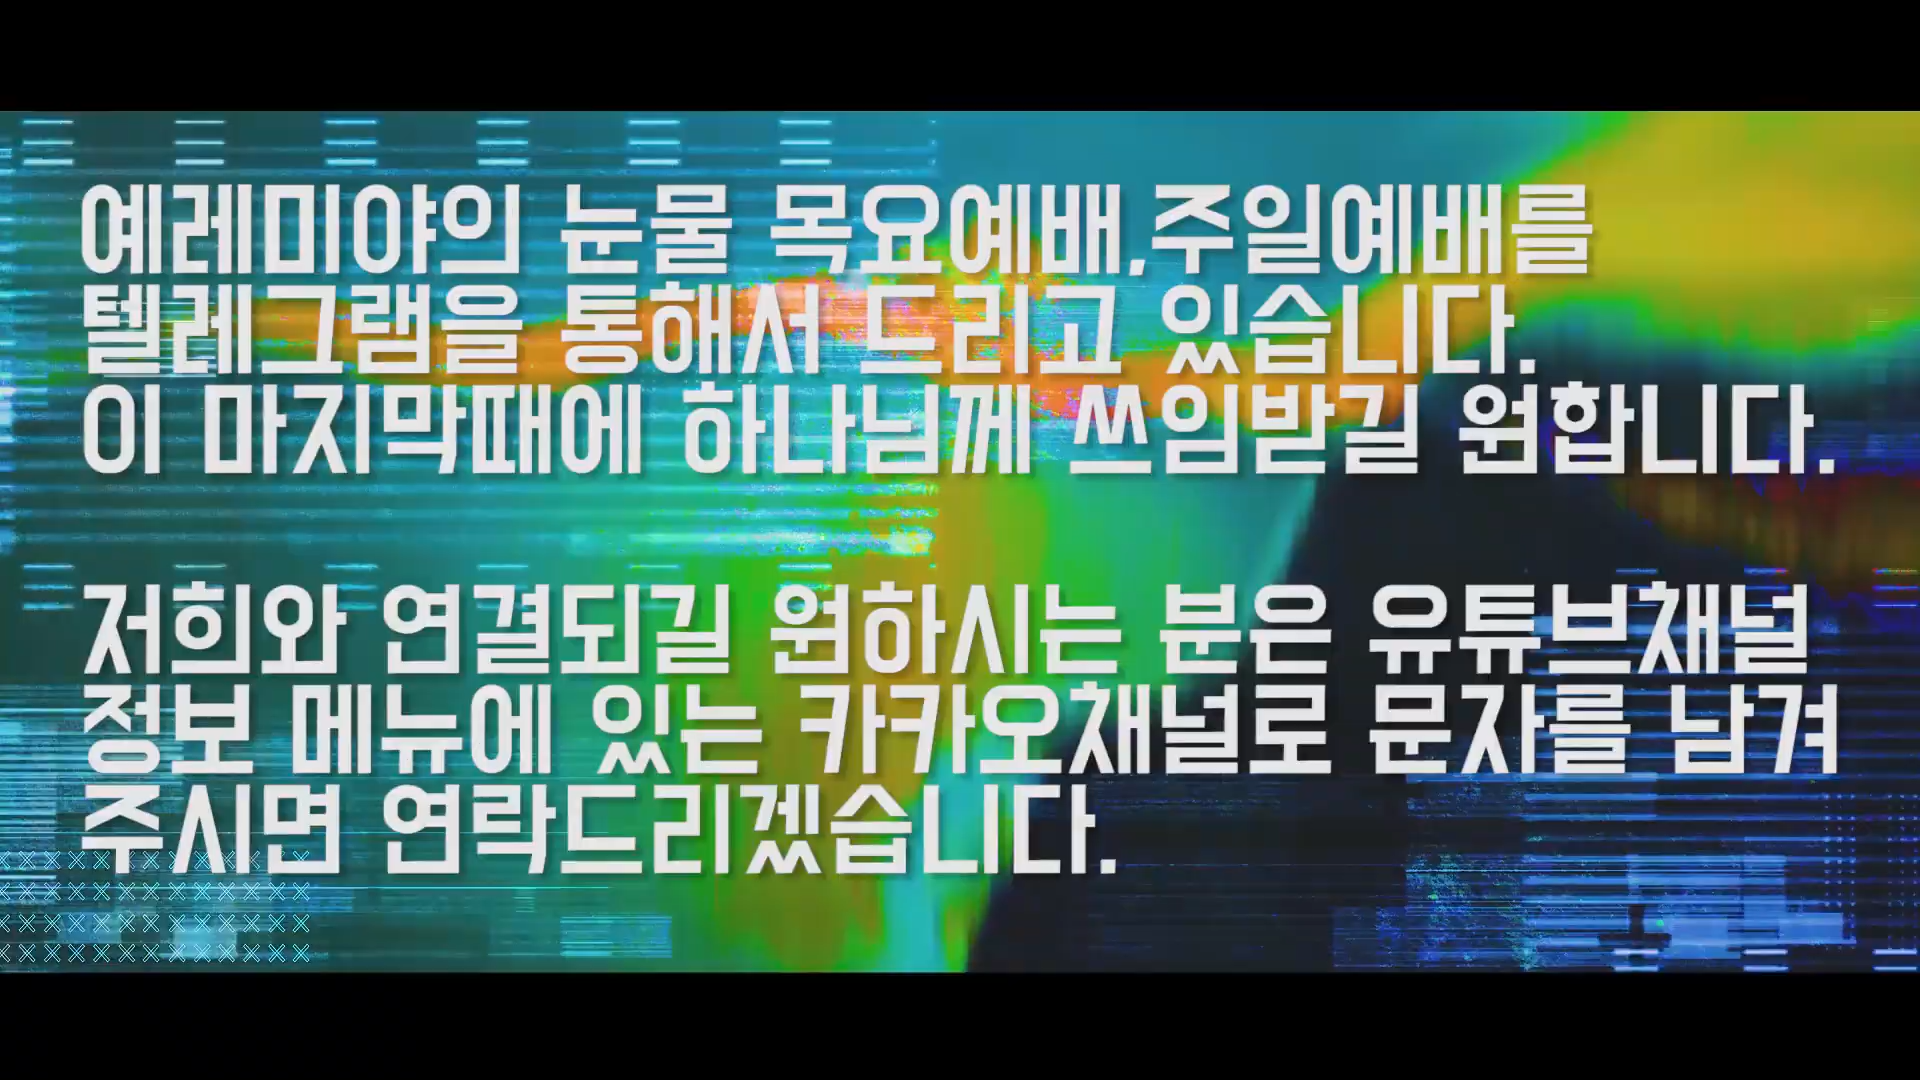 예레미야의 눈물 목요예배,주일예배를
텔레그램을 통해서 드리고 있습니다.
이 마지막때에 하나님께 쓰임받길 원합니다.
저희와 연결되길 원하시는 분은 유튜브채널
정보 메뉴에 있는 카카오채널로 문자를 남겨
주시면 연락드리겠습니다.